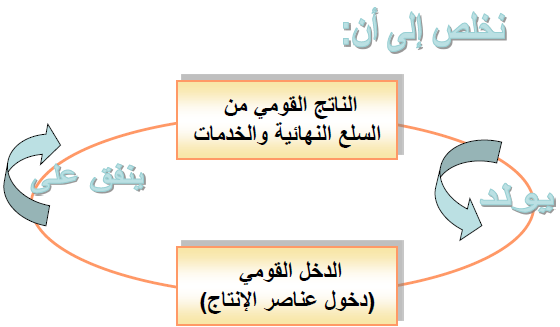 نخلص إلى أن:
الناتج القومي من
السلع النهائية والخدمات
يولد
ينفق على
الدخل القومي
(دخول عناصر الإنتاج)